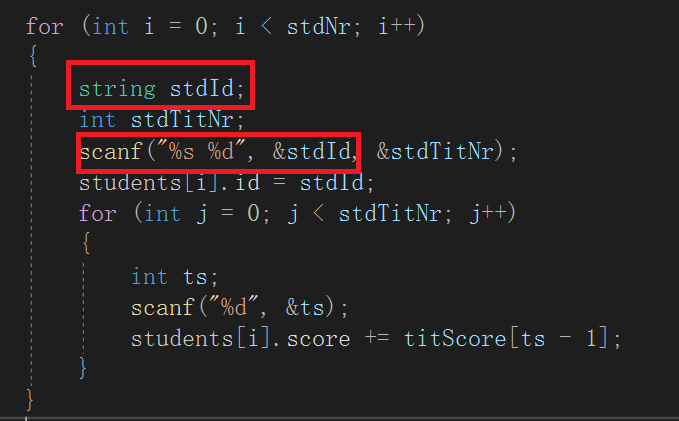 for (int i = 0; i < stdNr; i++)
{
string stdId;
int stdTitNr;
scanf("%s %d", &stdId, &stdTitNr);
students[i].id = stdId;
for (int j = 0; j < stdTitNr; j++)
{
int ts;
scanf("%d", &ts);
students[i].score += titScore[ts - 1];
}
}